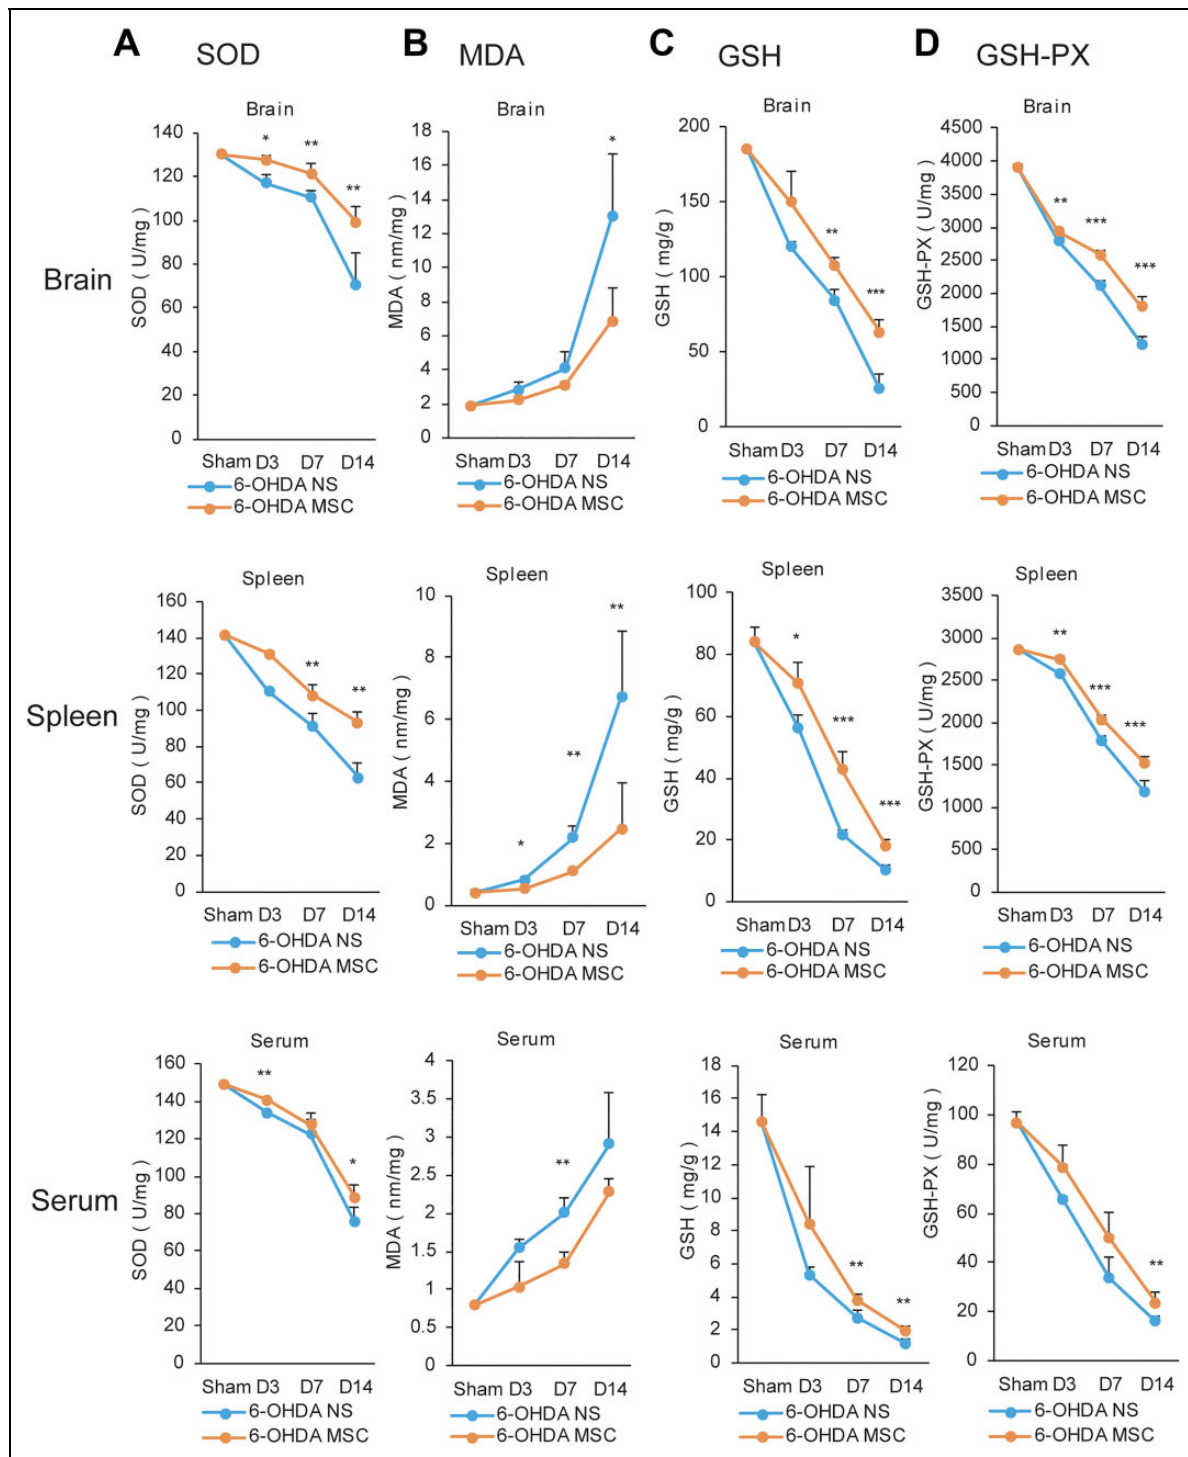 A SOD B MDA C GSH D GSH-PX
Brain
Brain
SOD ( U/mg )
140
120
100
80
60
40
20
0
* ** **
Sham D3 D7 D14
6-OHDA NS
6-OHDA MSC
Brain
MDA ( nm/mg )
18
16
14
12
10
8
6
4
2
0
*
Sham D3 D7 D14
6-OHDA NS
6-OHDA MSC
Brain
GSH ( mg/g )
200
150
100
50
0
** ***
Sham D3 D7 D14
6-OHDA NS
6-OHDA MSC
Brain
GSH-PX ( U/mg )
4500
4000
3500
3000
2500
2000
1500
1000
500
0
** *** ***
Sham D3 D7 D14
6-OHDA NS
6-OHDA MSC
Spleen
Spleen
SOD ( U/mg )
160
140
120
100
80
60
40
20
0
** **
Sham D3 D7 D14
6-OHDA NS
6-OHDA MSC
Spleen
MDA ( nm/mg )
10
8
6
4
2
0
* ** **
Sham D3 D7 D14
6-OHDA NS
6-OHDA MSC
Spleen
GSH ( mg/g )
100
80
60
40
20
0
* *** ***
Sham D3 D7 D14
6-OHDA NS
6-OHDA MSC
Spleen
GSH-PX ( U/mg )
3500
3000
2500
2000
1500
1000
500
0
** *** ***
Sham D3 D7 D14
6-OHDA NS
6-OHDA MSC
Serum
Serum
SOD ( U/mg )
160
140
120
100
80
60
40
20
0
** *
Sham D3 D7 D14
6-OHDA NS
6-OHDA MSC
Serum
MDA ( nm/mg )
4
3.5
3
2.5
2
1.5
1
0.5
0
**
Sham D3 D7 D14
6-OHDA NS
6-OHDA MSC
Serum
GSH ( mg/g )
18
16
14
12
10
8
6
4
2
0
** **
Sham D3 D7 D14
6-OHDA NS
6-OHDA MSC
Serum
GSH-PX ( U/mg )
120
100
80
60
40
20
0
**
Sham D3 D7 D14
6-OHDA NS
6-OHDA MSC